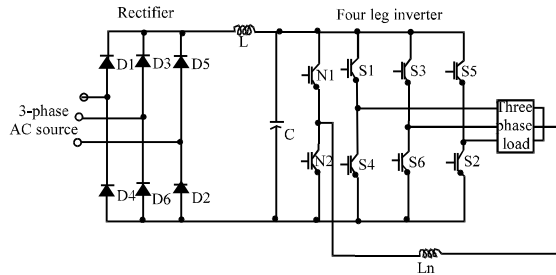 Rectifier
Four leg inverter
L
D1
D3
D5
N1
S1
S3
S5
3-phase
AC source
C
Three
phase
load
N2
S4
S6
S2
D4
D6
D2
Ln